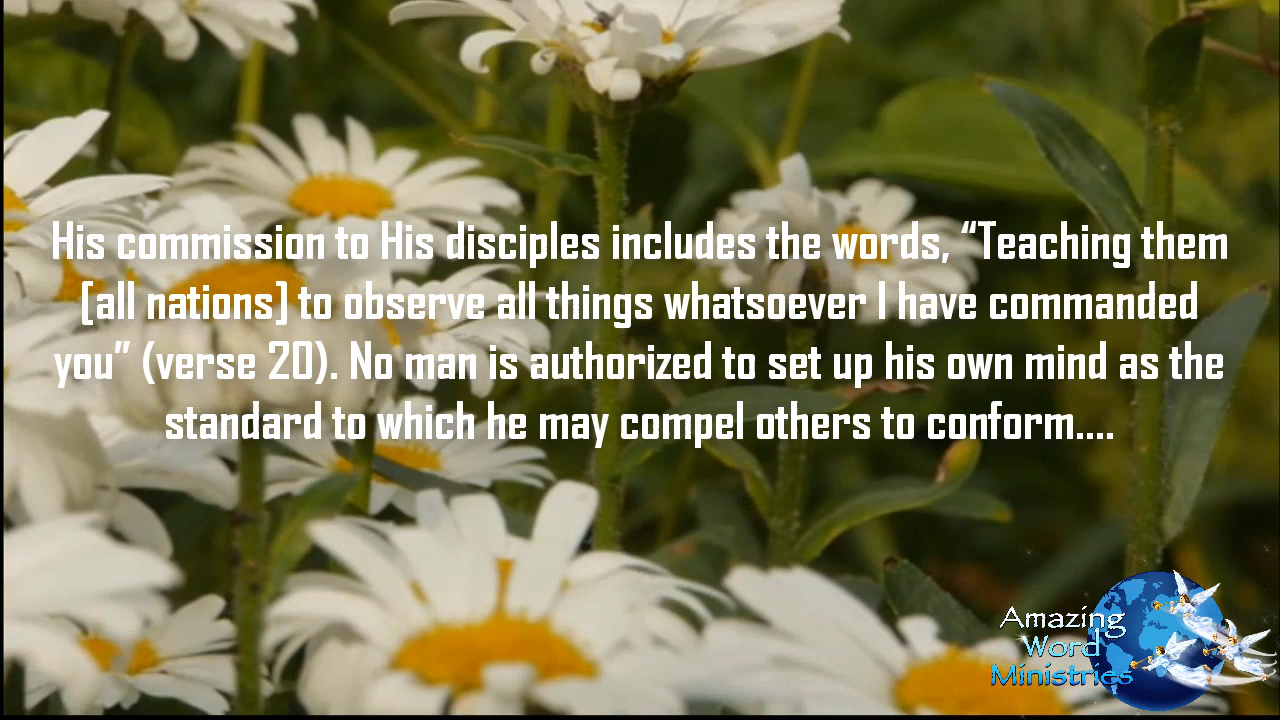 His commission to His disciples includes the words, “Teaching them
[all nations] to observe all things whatsoever I have commanded
you” (verse 20). No man is authorized to set up his own mind as the
standard to which he may compel others to conform....
Amazing
Word
Ministries